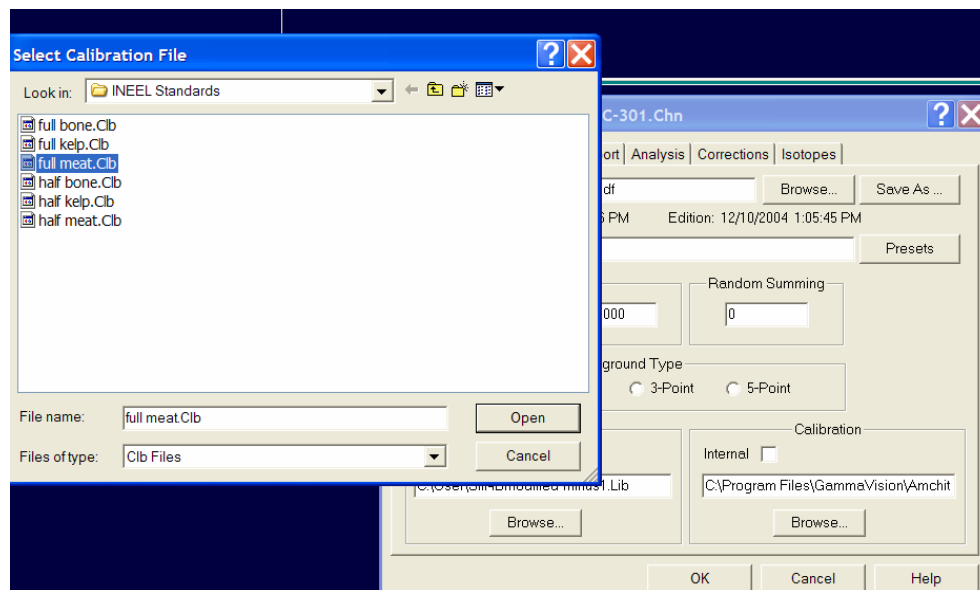 Select Calibration File
Look in: INEEL Standards
full bone.Clb
full kelp.Clb
full meat.Clb
half bone.Clb
half kelp.Clb
half meat.Clb
File name: full meat.Clb
Open
Files of type: Clb Files
Cancel
C-301.Chn
ort Analysis Corrections Isotopes
df Browse... Save As ...
PM Edition: 12/10/2004 1:05:45 PM
Presets
Random Summing
000 0
ground Type
3-Point 5-Point
Calibration
Internal
C:\Program Files\GammaVision\Amchit
Browse... Browse...
OK Cancel Help